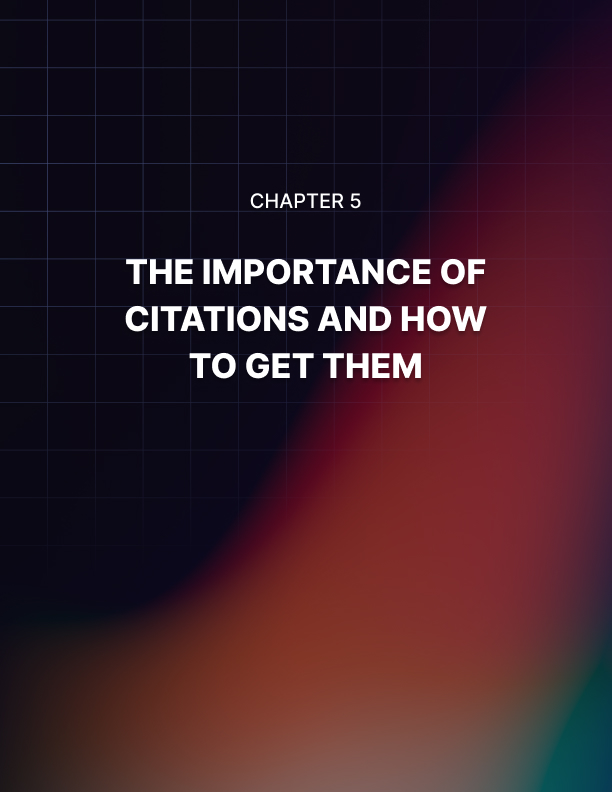 CHAPTER 5
THE IMPORTANCE OF
CITATIONS AND HOW
TO GET THEM